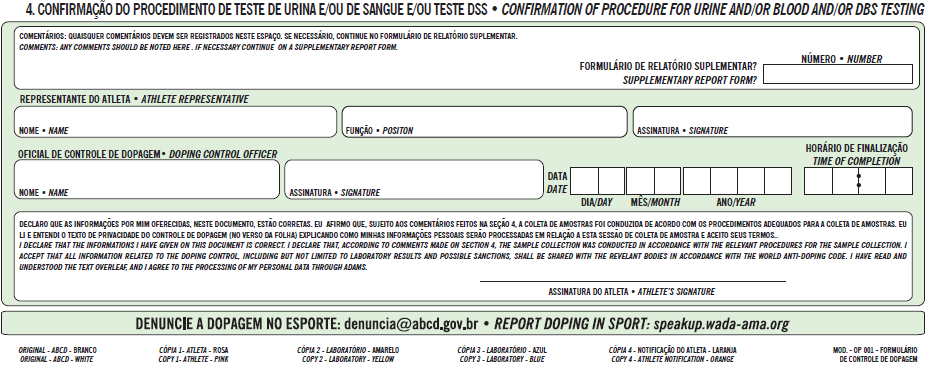 4. CONFIRMAÇÃO DO PROCEDIMENTO DE TESTE DE URINA E/OU DE SANGUE E/OU TESTE DSS • CONFIRMATION OF PROCEDURE FOR URINE AND/OR BLOOD AND/OR DBS TESTING
COMENTÁRIOS: QUAISQUER COMENTÁRIOS DEVEM SER REGISTRADOS NESTE ESPAÇO. SE NECESSÁRIO, CONTINUE NO FORMULÁRIO DE RELATÓRIO SUPLEMENTAR.
COMMENTS: ANY COMMENTS SHOULD BE NOTED HERE . IF NECESSARY CONTINUE ON A SUPPLEMENTARY REPORT FORM.
NÚMERO • NUMBER
FORMULÁRIO DE RELATÓRIO SUPLEMENTAR?
SUPPLEMENTARY REPORT FORM?
REPRESENTANTE DO ATLETA • ATHLETE REPRESENTATIVE
NOME • NAME FUNÇÃO • POSITON ASSINATURA • SIGNATURE
OFICIAL DE CONTROLE DE DOPAGEM• DOPING CONTROL OFFICER
HORÁRIO DE FINALIZAÇÃO
TIME OF COMPLETION
NOME • NAME ASSINATURA • SIGNATURE
DATA
DATE
DIA/DAY MÊS/MONTH ANO/YEAR
DECLARO QUE AS INFORMAÇÕES POR MIM OFERECIDAS, NESTE DOCUMENTO, ESTÃO CORRETAS. EU AFIRMO QUE, SUJEITO AOS COMENTÁRIOS FEITOS NA SEÇÃO 4, A COLETA DE AMOSTRAS FOI CONDUZIDA DE ACORDO COM OS PROCEDIMENTOS ADEQUADOS PARA A COLETA DE AMOSTRAS. EU
LI E ENTENDI O TEXTO DE PRIVACIDADE DO CONTROLE DE DOPAGEM (NO VERSO DA FOLHA) EXPLICANDO COMO MINHAS INFORMAÇÕES PESSOAIS SERÃO PROCESSADAS EM RELAÇÃO A ESTA SESSÃO DE COLETA DE AMOSTRA E ACEITO SEUS TERMOS..
I DECLARE THAT THE INFORMATIONS I HAVE GIVEN ON THIS DOCUMENT IS CORRECT. I DECLARE THAT, ACCORDING TO COMMENTS MADE ON SECTION 4, THE SAMPLE COLLECTION WAS CONDUCTED IN ACCORDANCE WITH THE RELEVANT PROCEDURES FOR THE SAMPLE COLLECTION. I
ACCEPT THAT ALL INFORMATION RELATED TO THE DOPING CONTROL, INCLUDING BUT NOT LIMITED TO LABORATORY RESULTS AND POSSIBLE SANCTIONS, SHALL BE SHARED WITH THE REVELANT BODIES IN ACCORDANCE WITH THE WORLD ANTI-DOPING CODE. I HAVE READ AND
UNDERSTOOD THE TEXT OVERLEAF, AND I AGREE TO THE PROCESSING OF MY PERSONAL DATA THROUGH ADAMS.
ASSINATURA DO ATLETA • ATHLETE'S SIGNATURE
DENUNCIE A DOPAGEM NO ESPORTE: denuncia@abcd.gov.br • REPORT DOPING IN SPORT: speakup.wada-ama.org
ORIGINAL - ABCD - BRANCO CÓPIA 1- ATLETA - ROSA CÓPIA 2 - LABORATÓRIO - AMARELO CÓPIA 3 - LABORATÓRIO - AZUL CÓPIA 4 - NOTIFICAÇÃO DO ATLETA - LARANJA MOD. - OP 001 - FORMULÁRIO
ORIGINAL - ABCD - WHITE COPY 1- ATHLETE - PINK COPY 2 - LABORATORY - YELLOW COPY 3 - LABORATORY - BLUE COPY 4 - ATHLETE NOTIFICATION - ORANGE DE CONTROLE DE DOPAGEM